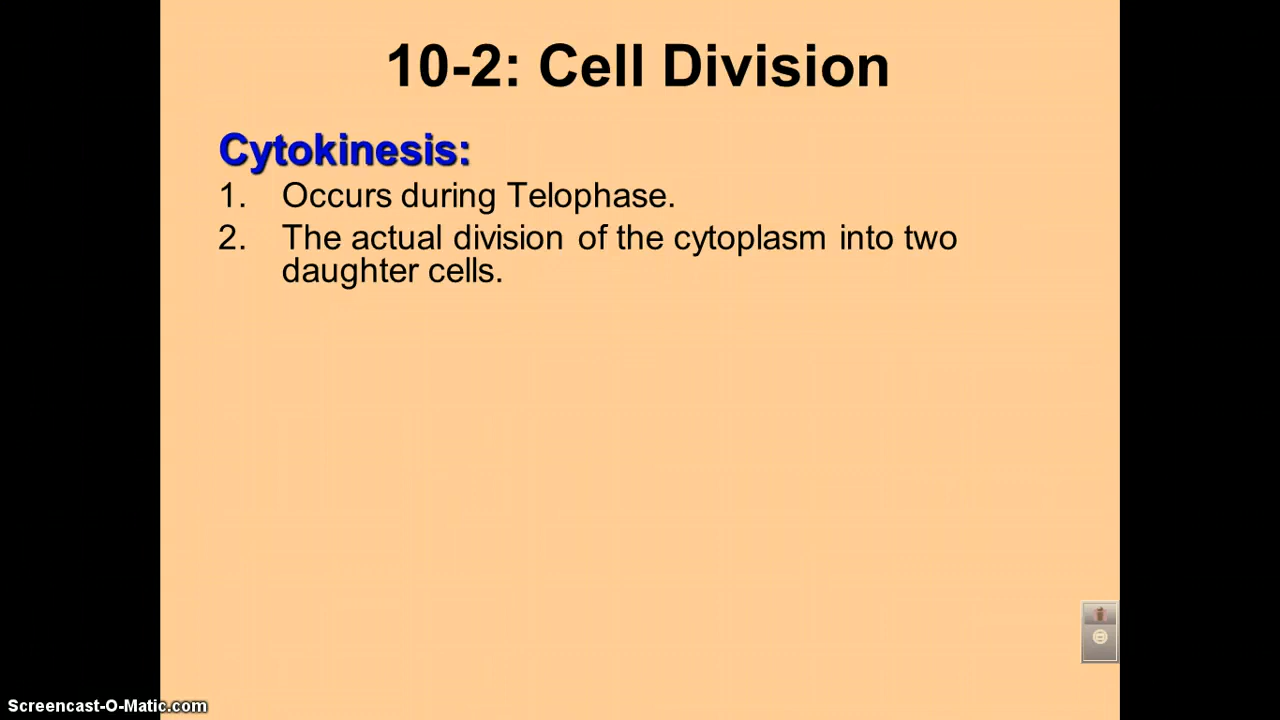 10-2: Cell Division
Cytokinesis:
1. Occurs during Telophase.
2. The actual division of the cytoplasm into two
daughter cells.
Screencast-O-Matic.com